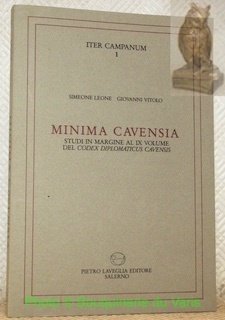 ITER CAMPANUM
1
SIMEONE LEONE GIOVANNI VITOLO
MINIMA CAVENSIA
STUDI IN MARGINE AL IX VOLUME
DEL CODEX DIPLOMATICUS CAVENSIS
PIETRO LAVEGLIA EDITORE
SALERNO